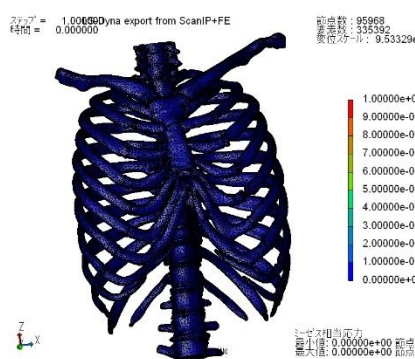 ステップ = 1.00000
LS-Dyna export from ScanIP+FE
時間 = 0.000000
節点数 : 95968
要素数 : 335392
変位スケール : 9.53329e
1.00000e+0
9.00000e-0
8.00000e-0
7.00000e-0
6.00000e-0
5.00000e-0
4.00000e-0
3.00000e-0
2.00000e-0
1.00000e-0
0.00000e+0
Z
Y
X
ミーゼス相当応力
最小値: 0.00000e+00 節点
最大値: 0.00000e+00 節点